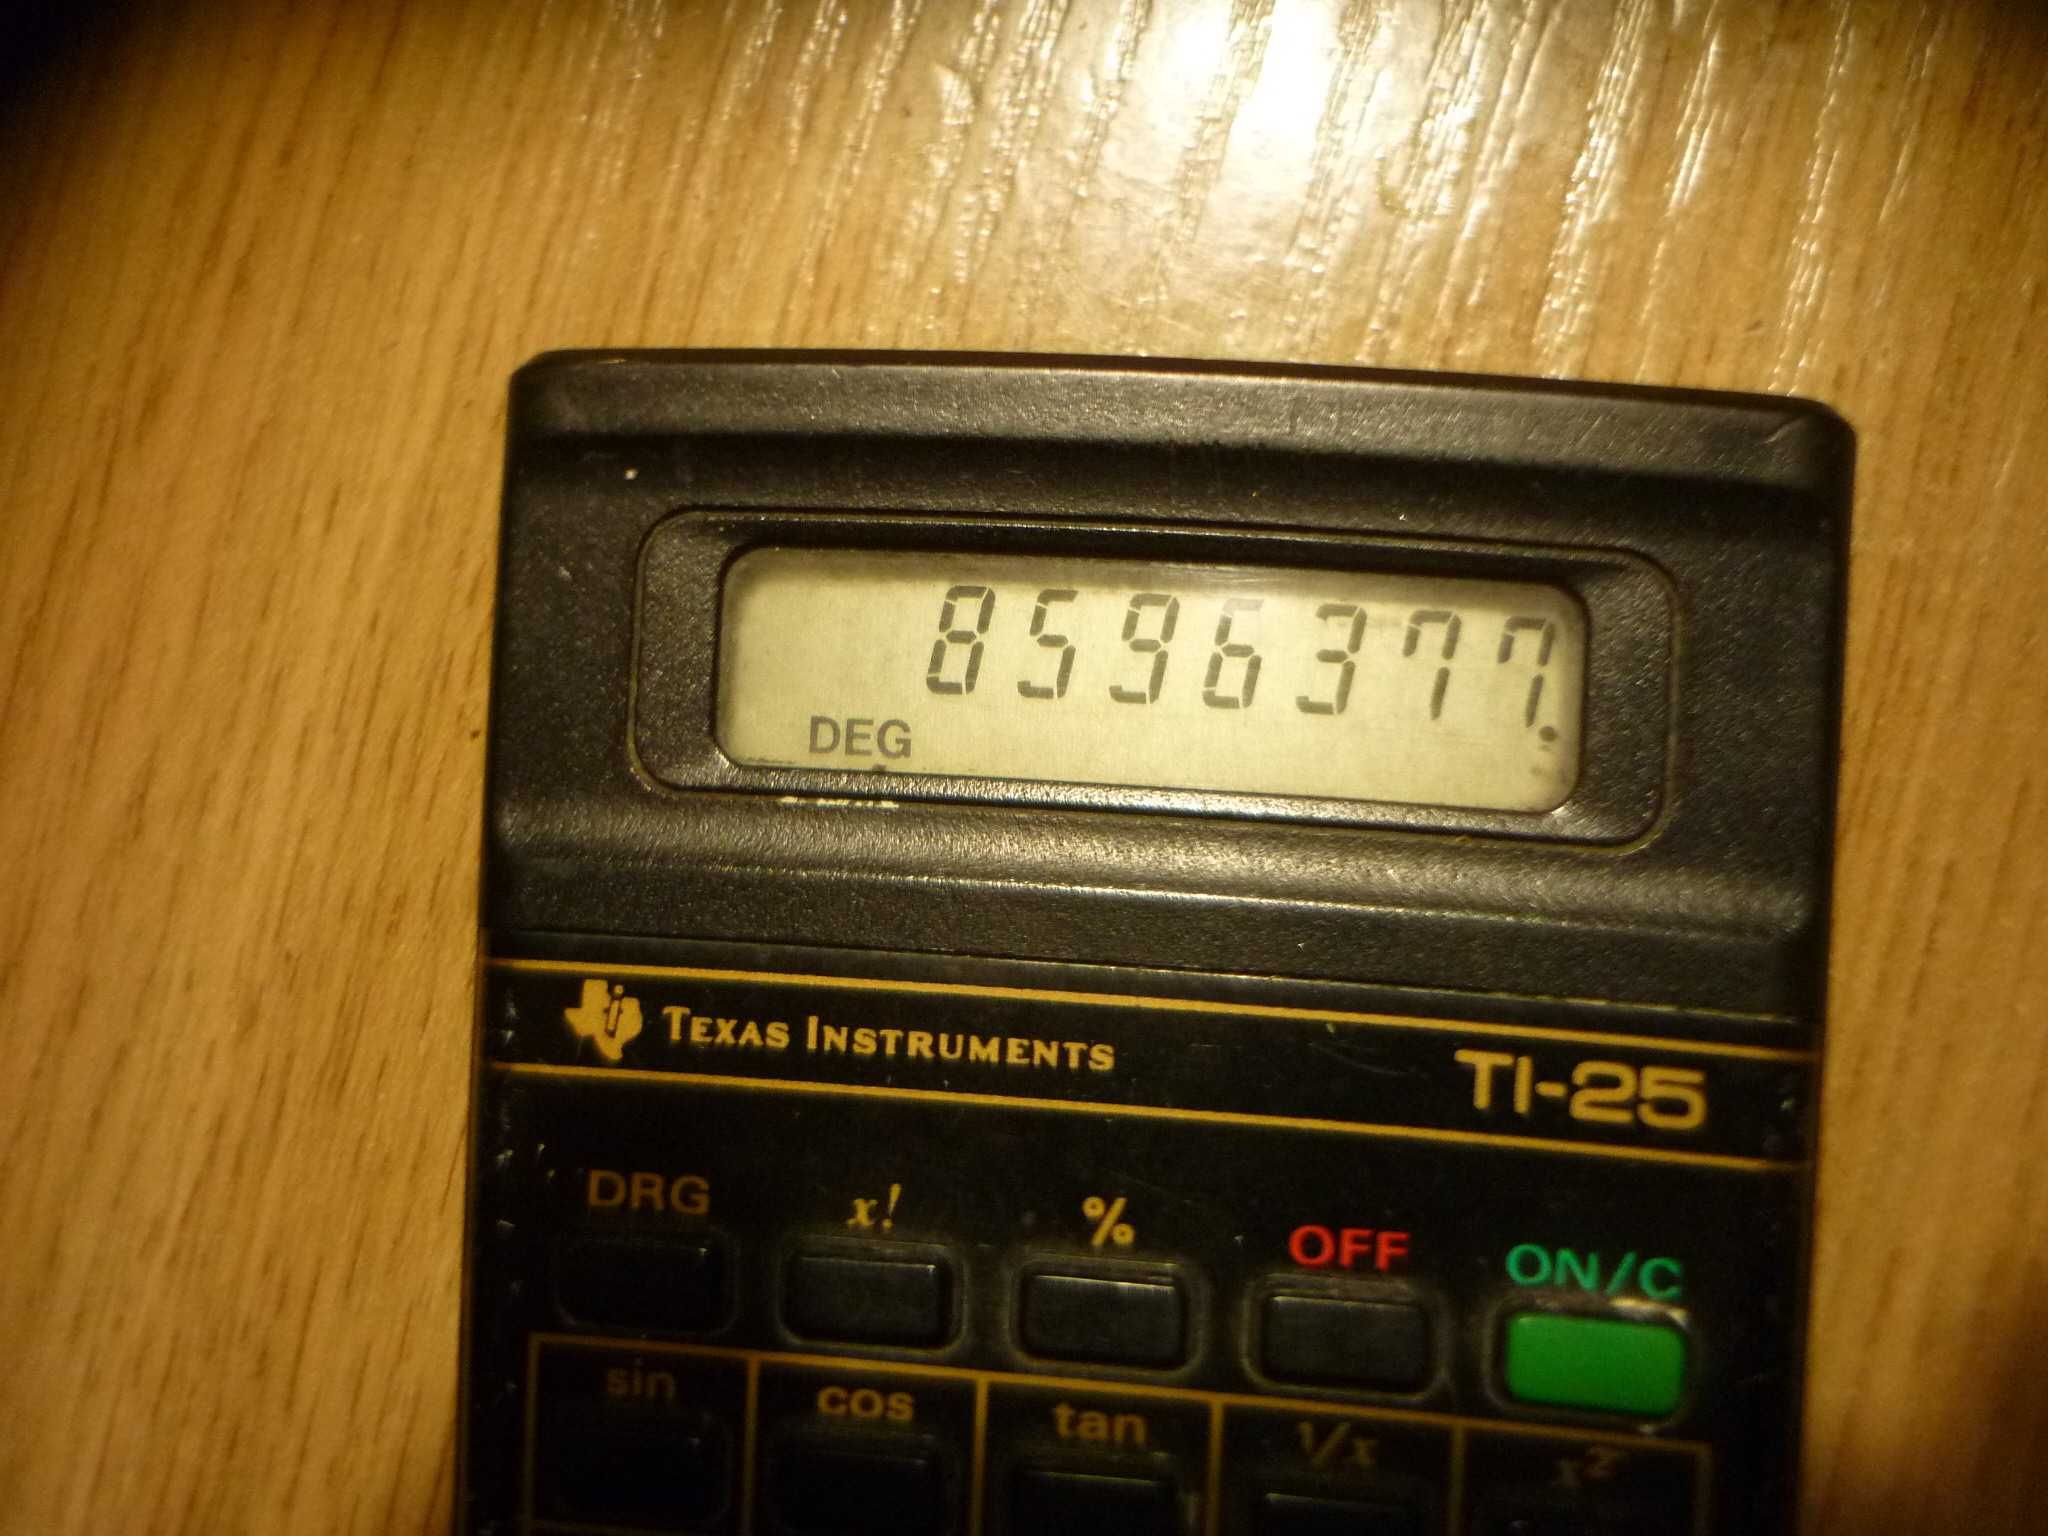 8596377.
DEG
TEXAS INSTRUMENTS TI-25
DRG x! % OFF ON/C
sin cos tan 1/x x²